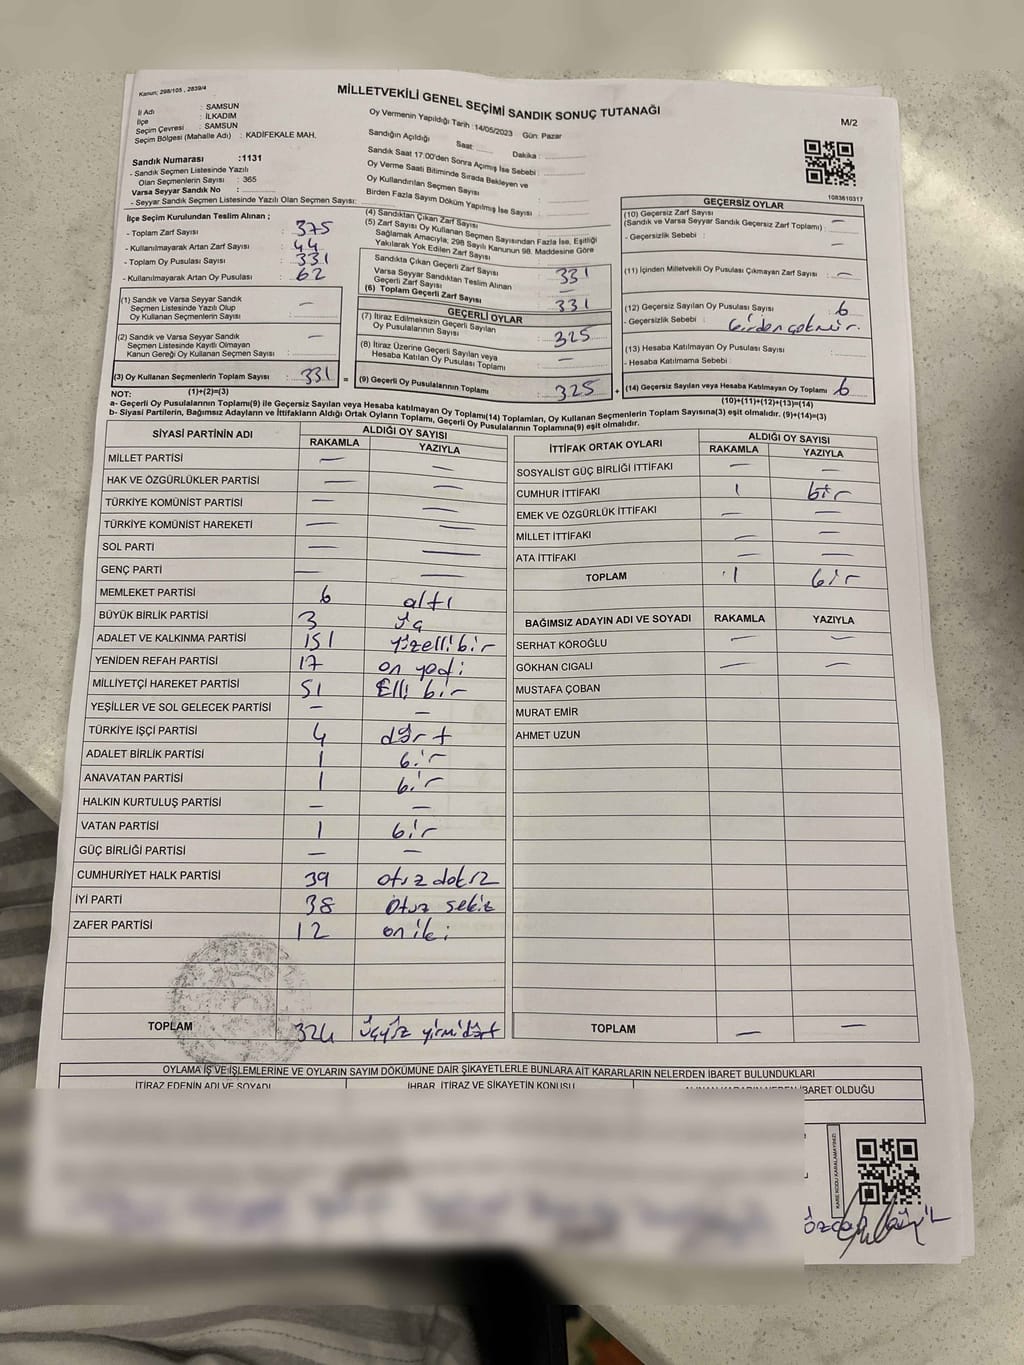 Kanun: 298/105 , 2839/4
MİLLETVEKİLİ GENEL SEÇİMİ SANDIK SONUÇ TUTANAĞI
M/2
İl Adı : SAMSUN
İlçe : İLKADIM
Seçim Çevresi : SAMSUN
Seçim Bölgesi (Mahalle Adı) : KADİFEKALE MAH.
Sandık Numarası :1131
- Sandık Seçmen Listesinde Yazılı
Olan Seçmenlerin Sayısı : 365
Varsa Seyyar Sandık No :
- Seyyar Sandık Seçmen Listesinde Yazılı Olan Seçmen Sayısı:
Oy Vermenin Yapıldığı Tarih :14/05/2023 Gün: Pazar
Sandığın Açıldığı Saat: Dakika :
Sandık Saat 17:00'den Sonra Açımış İse Sebebi :
Oy Verme Saati Bitiminde Sırada Bekleyen ve
Oy Kullandırılan Seçmen Sayısı :
Birden Fazla Sayım Döküm Yapılmış İse Sayısı :
1083610317
İlçe Seçim Kurulundan Teslim Alınan ;
- Toplam Zarf Sayısı : 375
- Kullanılmayarak Artan Zarf Sayısı : 44
- Toplam Oy Pusulası Sayısı : 331
- Kullanılmayarak Artan Oy Pusulası : 62
(1) Sandık ve Varsa Seyyar Sandık
Seçmen Listesinde Yazılı Olup
Oy Kullanan Seçmenlerin Sayısı : —
(2) Sandık ve Varsa Seyyar Sandık
Seçmen Listesinde Kayıtlı Olmayan
Kanun Gereği Oy Kullanan Seçmen Sayısı : —
(3) Oy Kullanan Seçmenlerin Toplam Sayısı : 331
(1)+(2)=(3)
(4) Sandıktan Çıkan Zarf Sayısı :
(5) Zarf Sayısı Oy Kullanan Seçmen Sayısından Fazla İse, Eşitliği
Sağlamak Amacıyla; 298 Sayılı Kanunun 98. Maddesine Göre
Yakılarak Yok Edilen Zarf Sayısı :
Sandıkta Çıkan Geçerli Zarf Sayısı : 331
Varsa Seyyar Sandıktan Teslim Alınan
Geçerli Zarf Sayısı : —
(6) Toplam Geçerli Zarf Sayısı : 331
GEÇERLİ OYLAR
(7) İtiraz Edilmeksizin Geçerli Sayılan
Oy Pusulalarının Sayısı : 325
(8) İtiraz Üzerine Geçerli Sayılan veya
Hesaba Katılan Oy Pusulası Toplamı : —
= (9) Geçerli Oy Pusulalarının Toplamı : 325
GEÇERSİZ OYLAR
(10) Geçersiz Zarf Sayısı
(Sandık ve Varsa Seyyar Sandık Geçersiz Zarf Toplamı) : —
- Geçersizlik Sebebi : —
(11) İçinden Milletvekili Oy Pusulası Çıkmayan Zarf Sayısı : —
(12) Geçersiz Sayılan Oy Pusulası Sayısı : 6
- Geçersizlik Sebebi : birden çok
(13) Hesaba Katılmayan Oy Pusulası Sayısı :
- Hesaba Katılmama Sebebi :
+ (14) Geçersiz Sayılan veya Hesaba Katılmayan Oy Toplamı : 6
(10)+(11)+(12)+(13)=(14)
NOT:
a- Geçerli Oy Pusulalarının Toplamı(9) ile Geçersiz Sayılan veya Hesaba Katılmayan Oy Toplamı(14) Toplamları, Oy Kullanan Seçmenlerin Toplam Sayısına(3) eşit olmalıdır. (9)+(14)=(3)
b- Siyasi Partilerin, Bağımsız Adayların ve İttifakların Aldığı Ortak Oyların Toplamı, Geçerli Oy Pusulalarının Toplamına(9) eşit olmalıdır.
SİYASİ PARTİNİN ADI ALDIĞI OY SAYISI
RAKAMLA YAZIYLA
MİLLET PARTİSİ — —
HAK VE ÖZGÜRLÜKLER PARTİSİ — —
TÜRKİYE KOMÜNİST PARTİSİ — —
TÜRKİYE KOMÜNİST HAREKETİ — —
SOL PARTİ — —
GENÇ PARTİ — —
MEMLEKET PARTİSİ 6 altı
BÜYÜK BİRLİK PARTİSİ 3 üç
ADALET VE KALKINMA PARTİSİ 151 yüzellibir
YENİDEN REFAH PARTİSİ 17 on yedi
MİLLİYETÇİ HAREKET PARTİSİ 51 Elli bir
YEŞİLLER VE SOL GELECEK PARTİSİ — —
TÜRKİYE İŞÇİ PARTİSİ 4 dört
ADALET BİRLİK PARTİSİ 1 bir
ANAVATAN PARTİSİ 1 bir
HALKIN KURTULUŞ PARTİSİ — —
VATAN PARTİSİ 1 bir
GÜÇ BİRLİĞİ PARTİSİ — —
CUMHURİYET HALK PARTİSİ 39 otuz dokuz
İYİ PARTİ 38 otuz sekiz
ZAFER PARTİSİ 12 oniki
TOPLAM 324 üçyüz yirmidört
İTTİFAK ORTAK OYLARI ALDIĞI OY SAYISI
RAKAMLA YAZIYLA
SOSYALİST GÜÇ BİRLİĞİ İTTİFAKI — —
CUMHUR İTTİFAKI 1 bir
EMEK VE ÖZGÜRLÜK İTTİFAKI — —
MİLLET İTTİFAKI — —
ATA İTTİFAKI — —
TOPLAM 1 bir
BAĞIMSIZ ADAYIN ADI VE SOYADI RAKAMLA YAZIYLA
SERHAT KÖROĞLU — —
GÖKHAN CIGALI — —
MUSTAFA ÇOBAN
MURAT EMİR
AHMET UZUN
TOPLAM — —
OYLAMA İŞ VE İŞLEMLERİNE VE OYLARIN SAYIM DÖKÜMÜNE DAİR ŞİKAYETLERLE BUNLARA AİT KARARLARIN NELERDEN İBARET BULUNDUKLARI
İTİRAZ EDENİN ADI VE SOYADI İHBAR, İTİRAZ VE ŞİKAYETİN KONUSU ALINAN KARARIN NEDEN İBARET OLDUĞU
KARE KODU KARALAMAYINIZ!